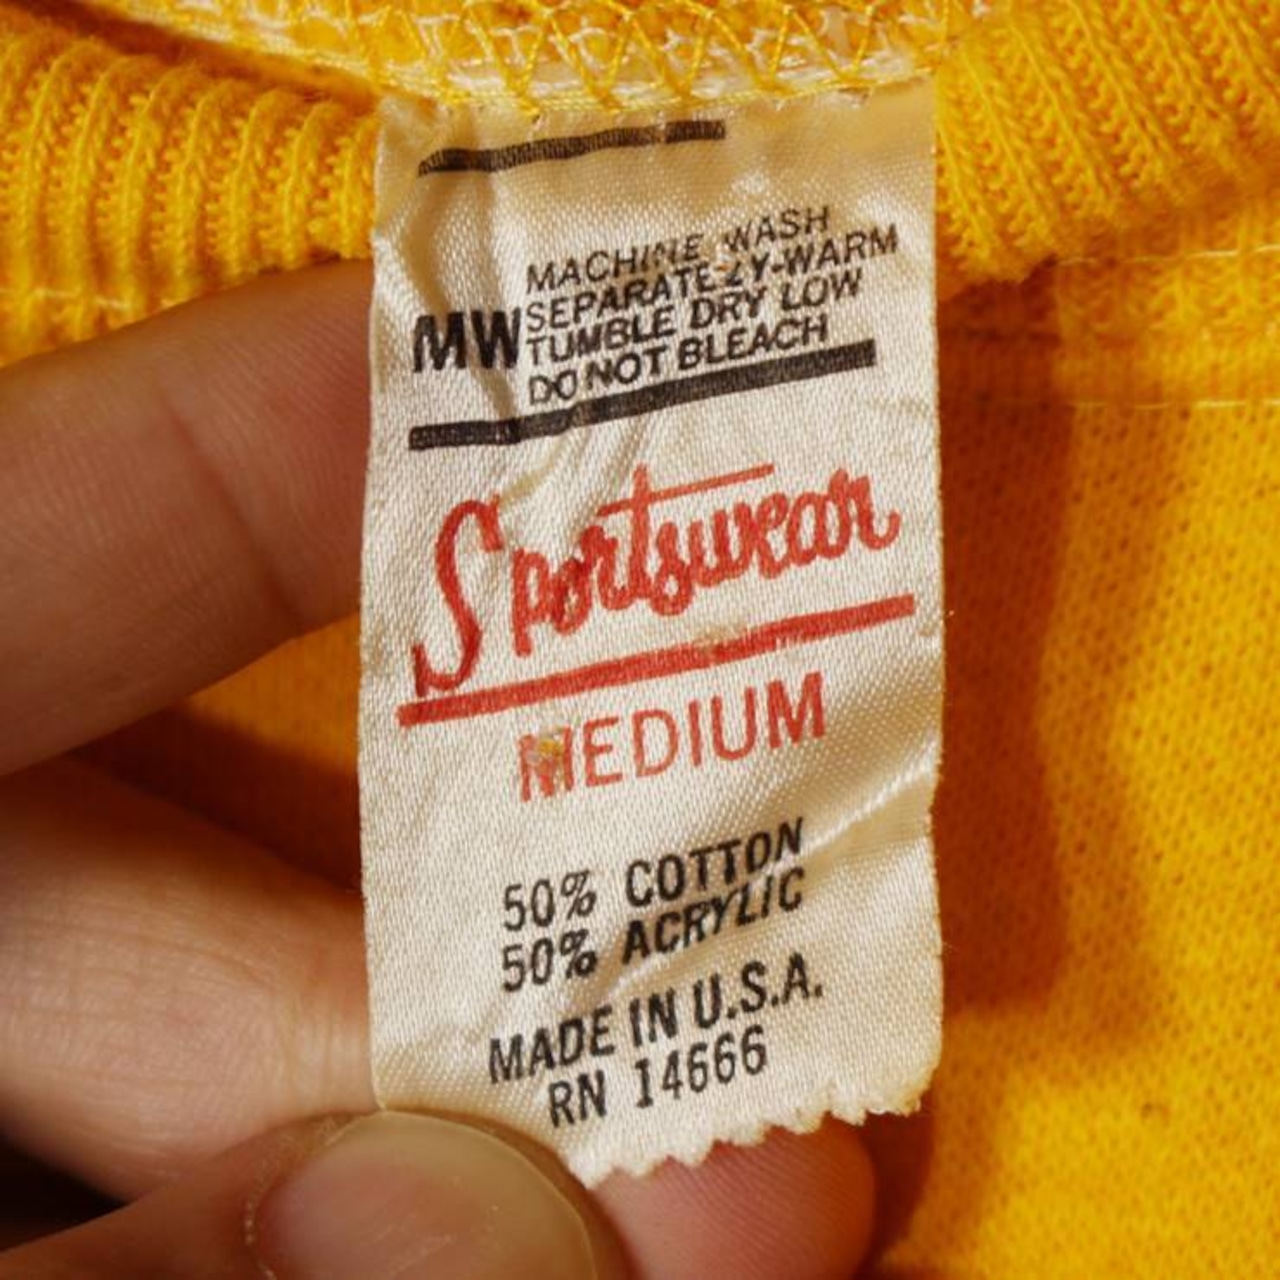 MACHINE WASH
SEPARATELY-WARM
MW
TUMBLE DRY LOW
DO NOT BLEACH
Sportswear
MEDIUM
50% COTTON
50% ACRYLIC
MADE IN U.S.A.
RN 14666